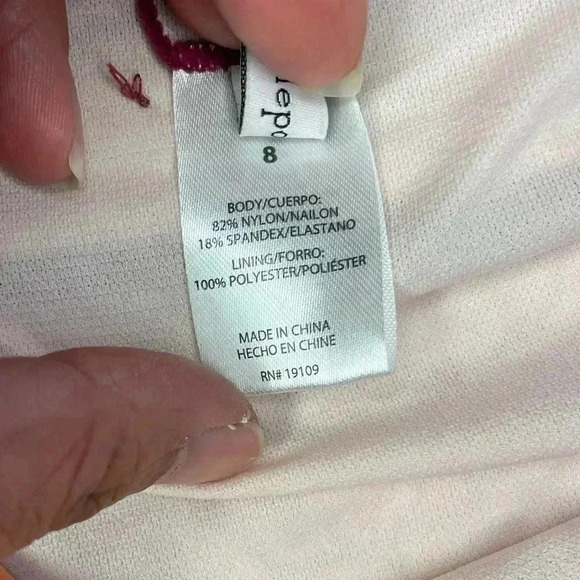 8
BODY/CUERPO:
82% NYLON/NAILON
18% SPANDEX/ELASTANO
LINING/FORRO:
100% POLYESTER/POLIÉSTER
MADE IN CHINA
HECHO EN CHINE
RN# 19109